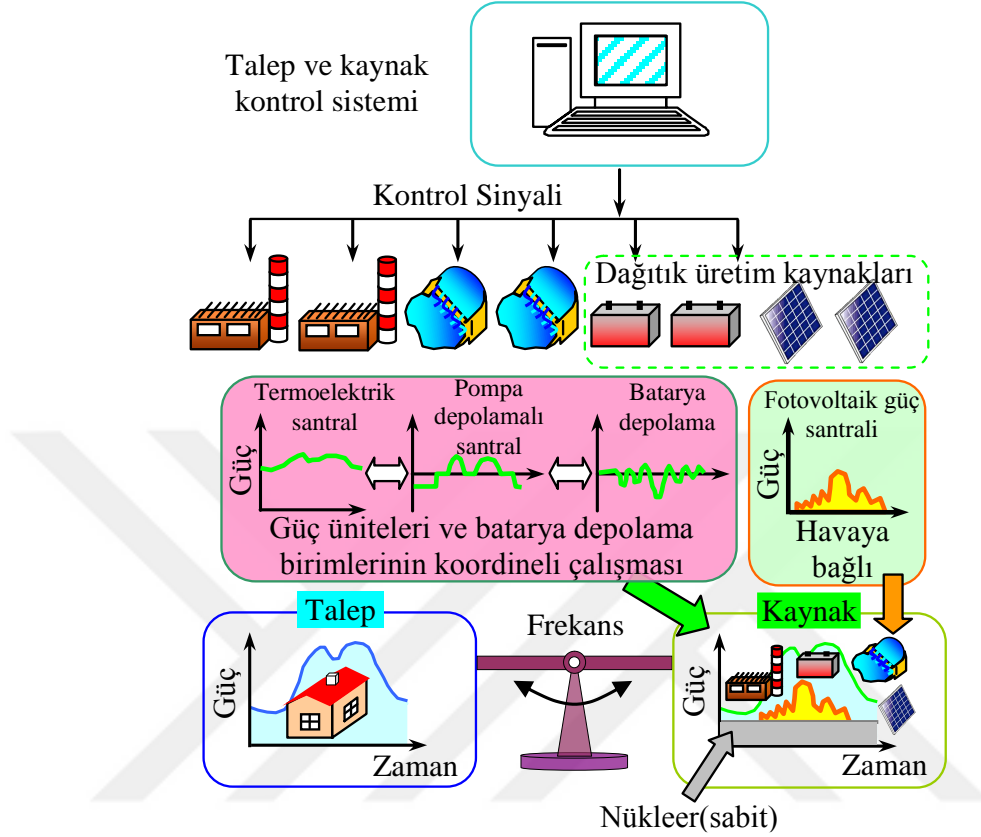 Talep ve kaynak
kontrol sistemi
Kontrol Sinyali
Dağıtık üretim kaynakları
Termoelektrik
santral
Güç
Pompa
depolamalı
santral
Batarya
depolama
Güç üniteleri ve batarya depolama
birimlerinin koordineli çalışması
Fotovoltaik güç
santrali
Güç
Havaya
bağlı
Talep
Güç
Zaman
Frekans
Kaynak
Güç
Zaman
Nükleer(sabit)